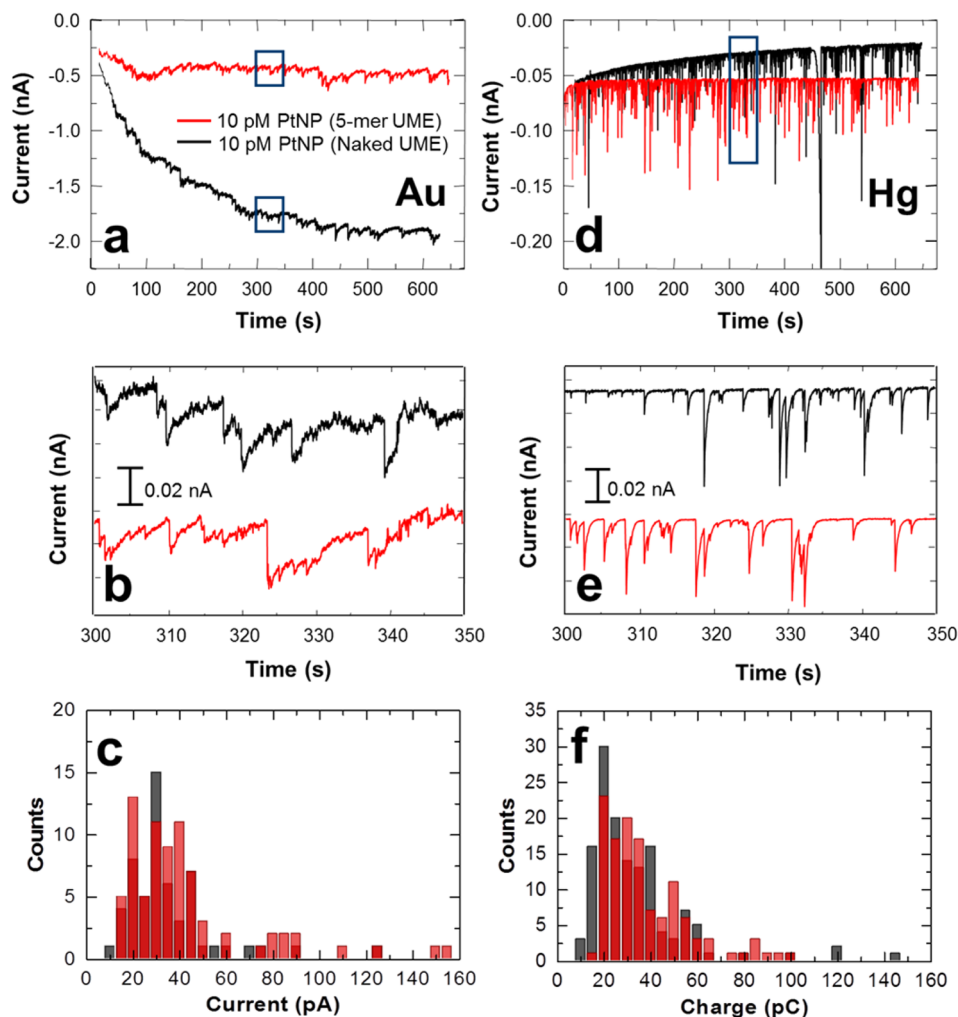 0.00
-0.5
-1.0
-1.5
-2.0
Current (nA)
10 pM PtNP (5-mer UME)
10 pM PtNP (Naked UME)
Au
a
0 100 200 300 400 500 600
Time (s)
0.00
-0.05
-0.10
-0.15
-0.20
Current (nA)
Hg
d
0 100 200 300 400 500 600
Time (s)
Current (nA)
0.02 nA
b
300 310 320 330 340 350
Time (s)
Current (nA)
0.02 nA
e
300 310 320 330 340 350
Time (s)
20
15
10
5
0
Counts
c
0 20 40 60 80 100 120 140 160
Current (pA)
35
30
25
20
15
10
5
0
Counts
f
0 20 40 60 80 100 120 140 160
Charge (pC)